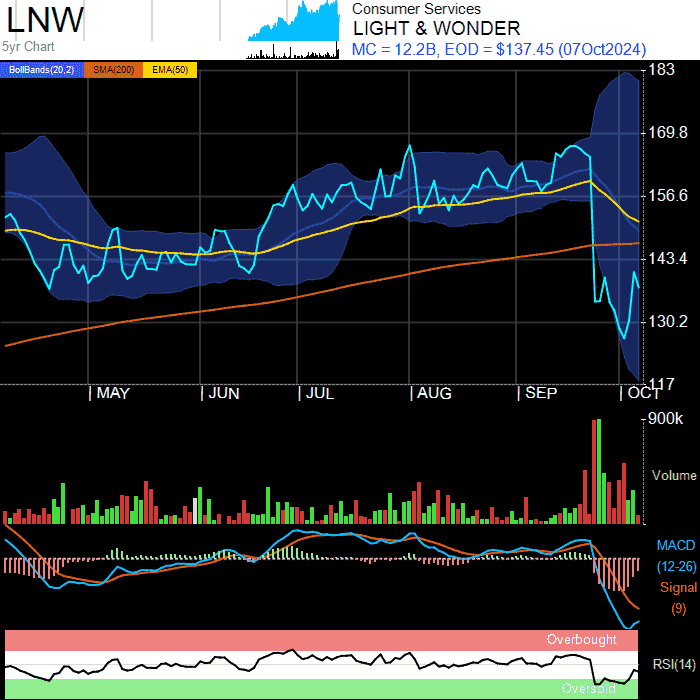 LNW
5yr Chart
Consumer Services
LIGHT & WONDER
MC = 12.2B, EOD = $137.45 (07Oct2024)
BollBands(20,2) SMA(200) EMA(50)
183
169.8
156.6
143.4
130.2
117
MAY JUN JUL AUG SEP OCT
900k
Volume
MACD
(12-26)
Signal
(9)
Overbought
RSI(14)
Oversold